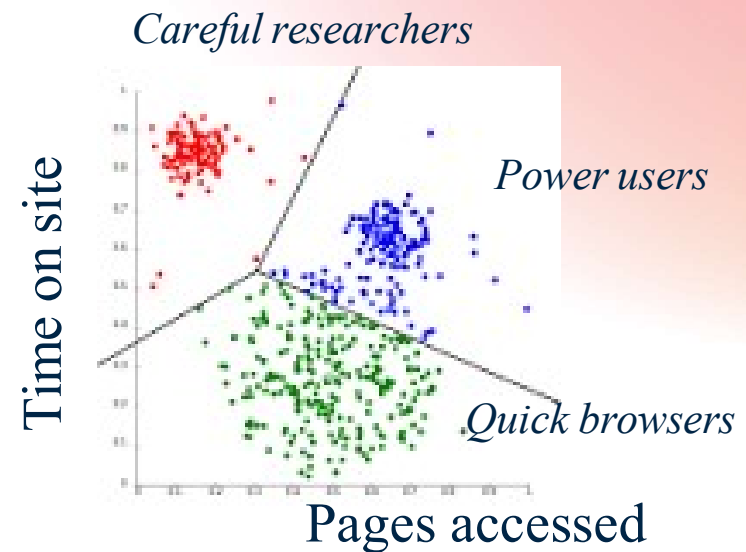 Careful researchers
Power users
Time on site
Quick browsers
Pages accessed